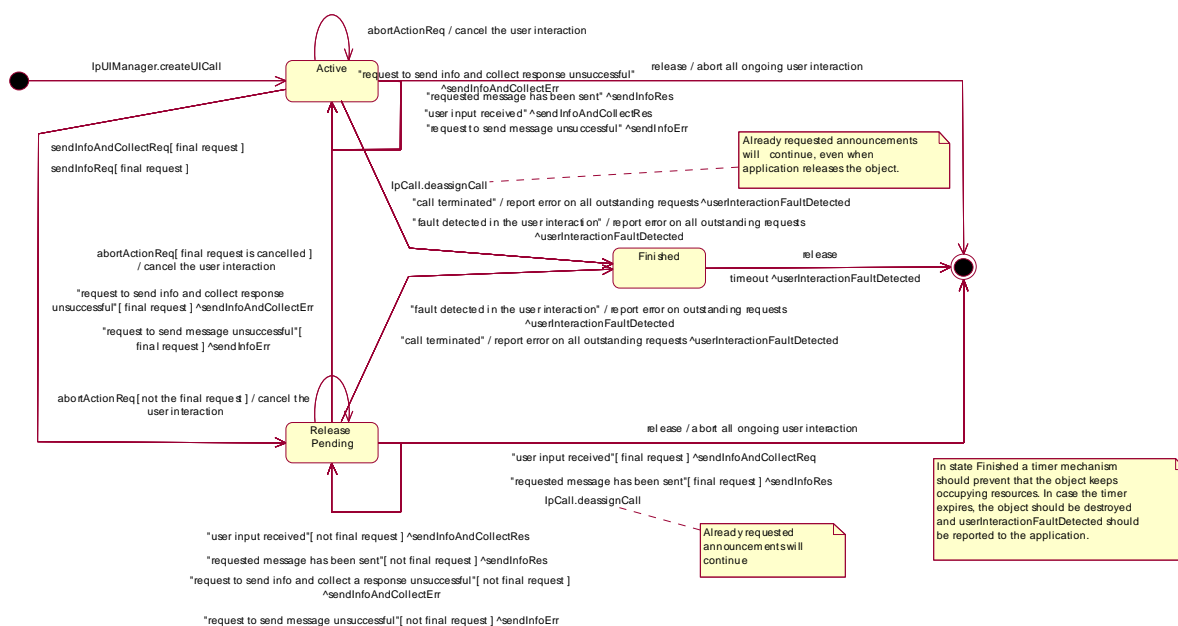 abortActionReq / cancel the user interaction
IpUIManager.createUICall
Active
"request to send info and collect response unsuccessful"
^sendInfoAndCollectErr
release / abort all ongoing user interaction
"requested message has been sent" ^sendInfoRes
"user input received" ^sendInfoAndCollectRes
"request to send message unsuccessful" ^sendInfoErr
sendInfoAndCollectReq[ final request ]
sendInfoReq[ final request ]
Already requested announcements
will continue, even when
application releases the object.
IpCall.deassignCall
"call terminated" / report error on all outstanding requests ^userInteractionFaultDetected
"fault detected in the user interaction" / report error on all outstanding requests
^userInteractionFaultDetected
abortActionReq[ final request is cancelled ]
/ cancel the user interaction
Finished
release
timeout ^userInteractionFaultDetected
"request to send info and collect response
unsuccessful"[ final request ] ^sendInfoAndCollectErr
"request to send message unsuccessful"[
final request ] ^sendInfoErr
"fault detected in the user interaction" / report error on outstanding requests
^userInteractionFaultDetected
"call terminated" / report error on all outstanding requests ^userInteractionFaultDetected
abortActionReq[ not the final request ] / cancel the
user interaction
Release
Pending
release / abort all ongoing user interaction
"user input received"[ final request ] ^sendInfoAndCollectReq
"requested message has been sent"[ final request ] ^sendInfoRes
IpCall.deassignCall
In state Finished a timer mechanism
should prevent that the object keeps
occupying resources. In case the timer
expires, the object should be destroyed
and userInteractionFaultDetected should
be reported to the application.
Already requested
announcements will
continue
"user input received"[ not final request ] ^sendInfoAndCollectRes
"requested message has been sent"[ not final request ] ^sendInfoRes
"request to send info and collect a response unsuccessful"[ not final request ]
^sendInfoAndCollectErr
"request to send message unsuccessful"[ not final request ] ^sendInfoErr